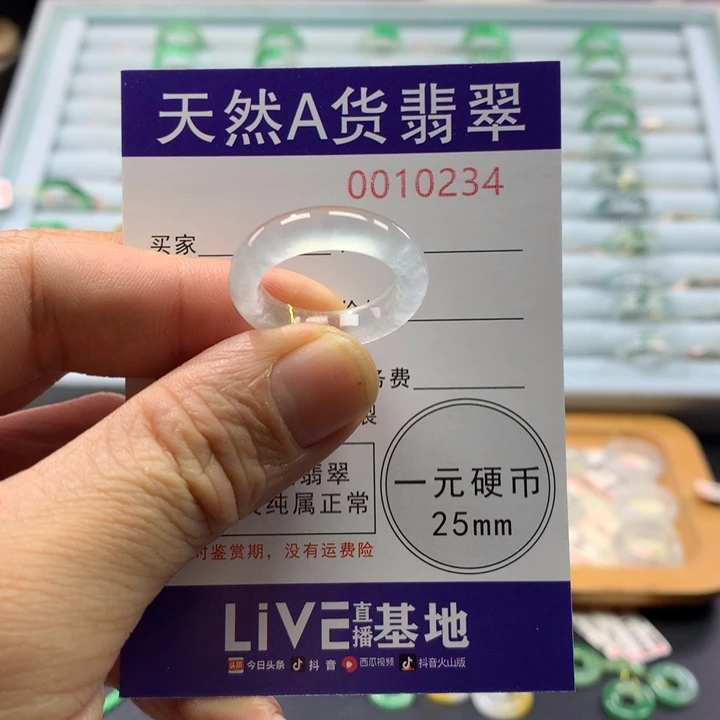 天然A货翡翠
0010234
买家
费
翡翠
纯属正常
一元硬币
25mm
鉴赏期，没有运费险
LiVE直播基地
头条 今日头条 抖音 西瓜视频 抖音火山版